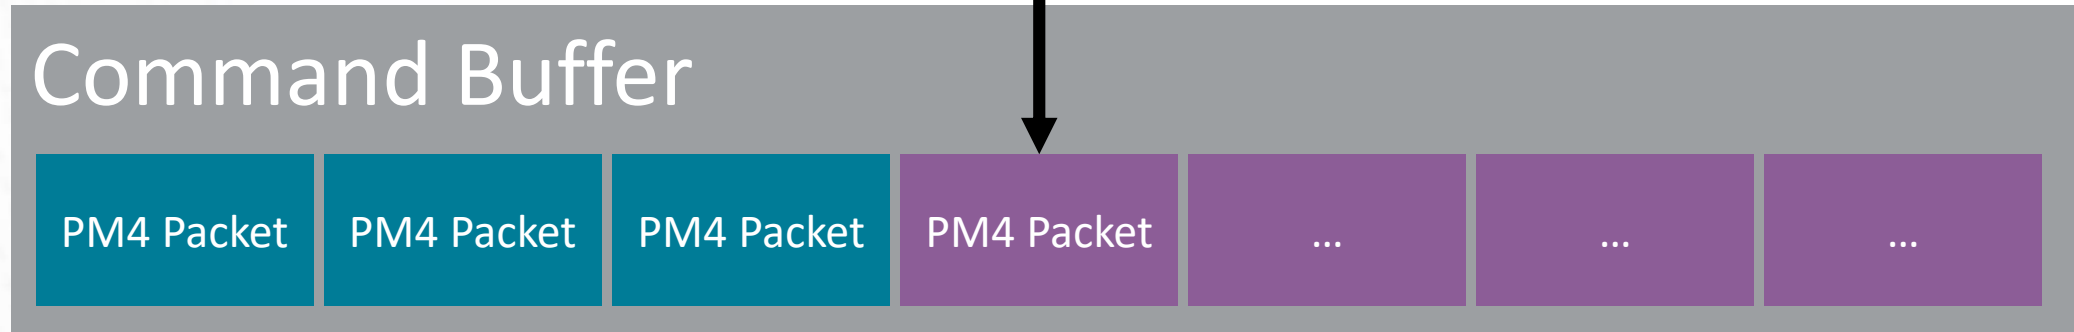 Command Buffer
PM4 Packet PM4 Packet PM4 Packet PM4 Packet ... ... ...